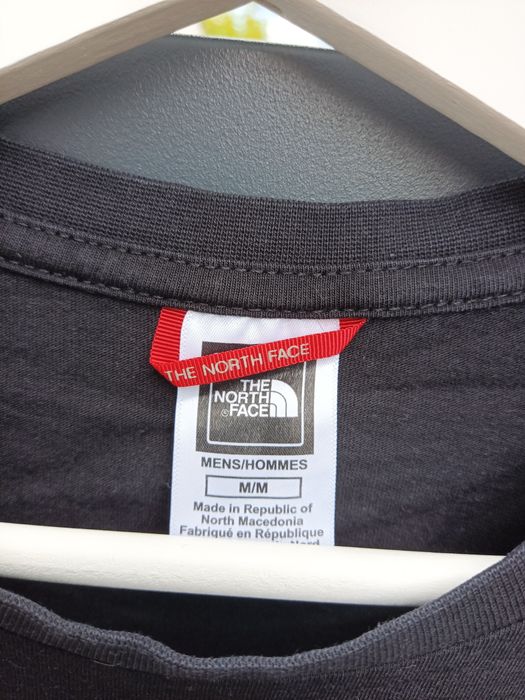 THE NORTH FACE
THE
NORTH
FACE
MENS/HOMMES
M/M
Made in Republic of
North Macedonia
Fabriqué en République